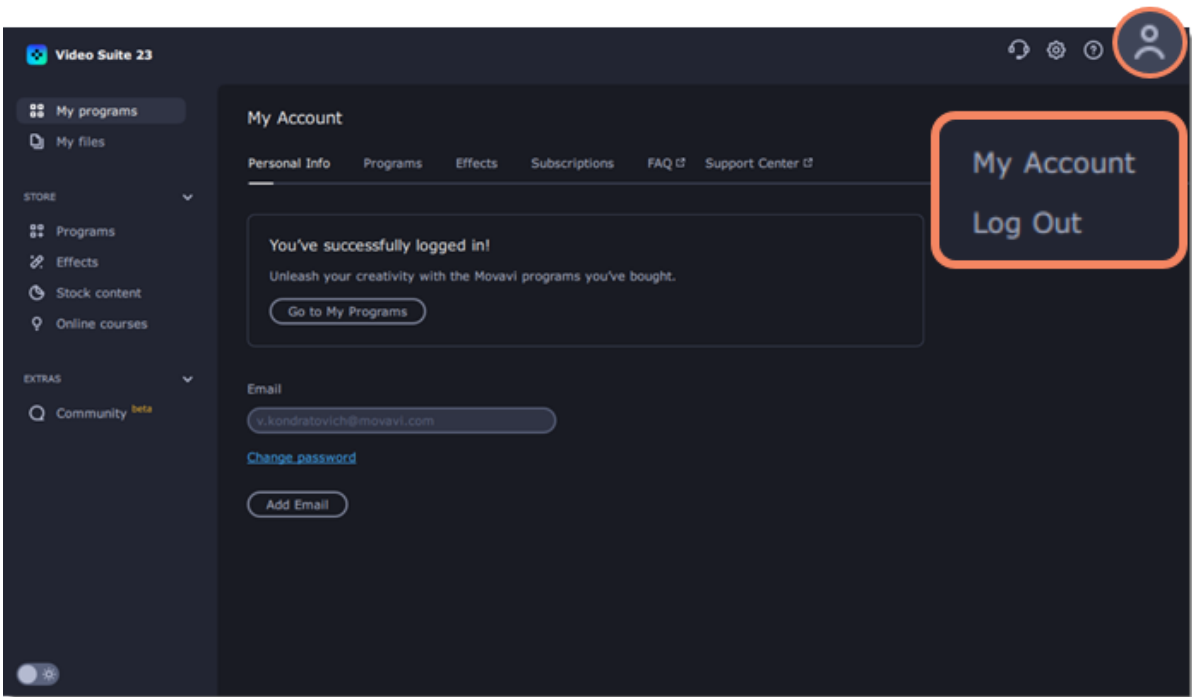 Video Suite 23
My programs
My files
STORE
Programs
Effects
Stock content
Online courses
EXTRAS
Community beta
My Account
Personal Info Programs Effects Subscriptions FAQ Support Center
You've successfully logged in!
Unleash your creativity with the Movavi programs you've bought.
Go to My Programs
Email
v.kondratovich@movavi.com
Change password
Add Email
My Account
Log Out